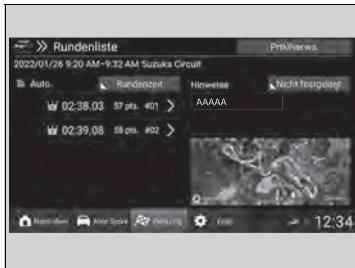 Rundenliste
2022/01/26 9:20 AM–9:32 AM Suzuka Circuit
Auto.
Rundenzeit
Hinweise
Nicht festgelegt
02:38.03 57 pts. #01
AAAAA
02:39.08 58 pts. #02
12:34